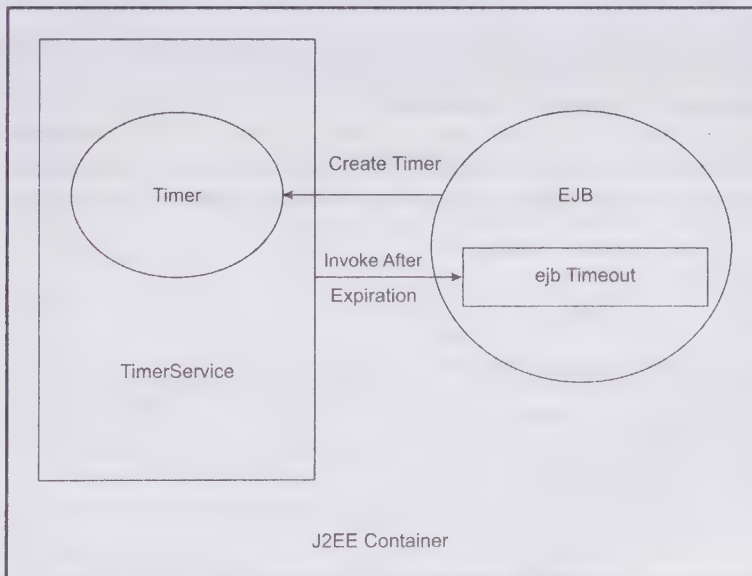 Create Timer
Timer
EJB
Invoke After
Expiration
ejb Timeout
TimerService
J2EE Container